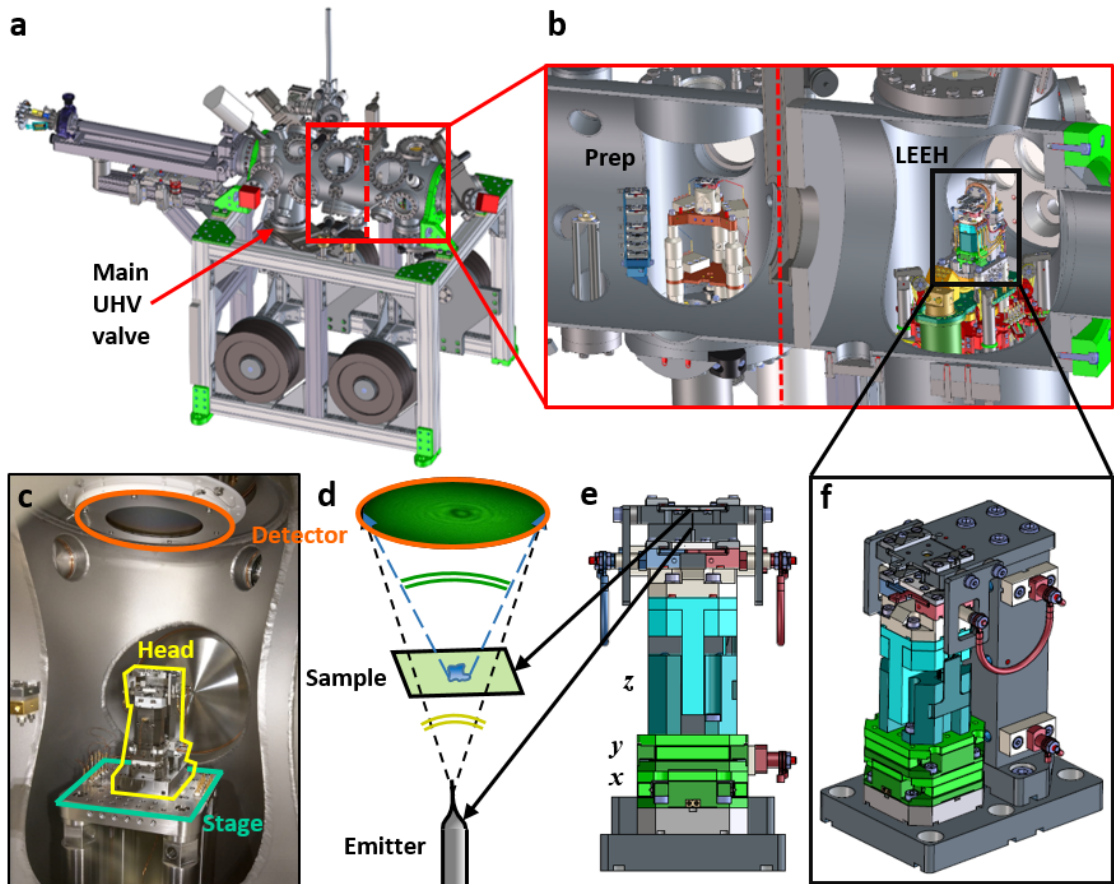 a
b
Prep
LEEH
Main
UHV
valve
c
d
e
f
Detector
Head
Sample
z
y
x
Stage
Emitter